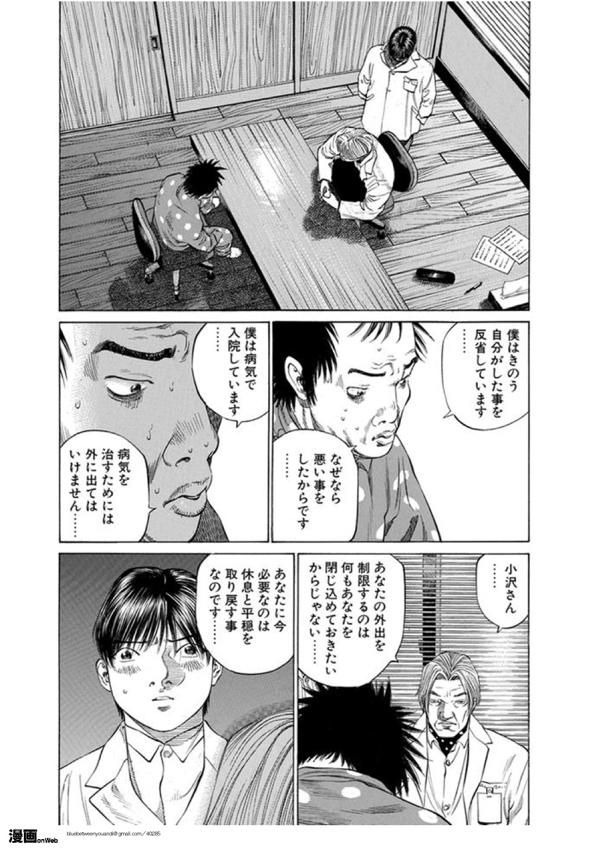 僕はきのう
自分がした事を
反省しています
……
なぜなら
悪い事を
したからです
……
僕は病気で
入院しています
……
病気を
治すためには
外に出ては
いけません……
小沢さん
……
あなたの外出を
制限するのは
何もあなたを
閉じ込めておきたい
からじゃない……
あなたに今
必要なのは
休息と平穏を
取り戻す事
なのです……
漫画 on Web
bluebetweenyouandi@gmail.com/40285